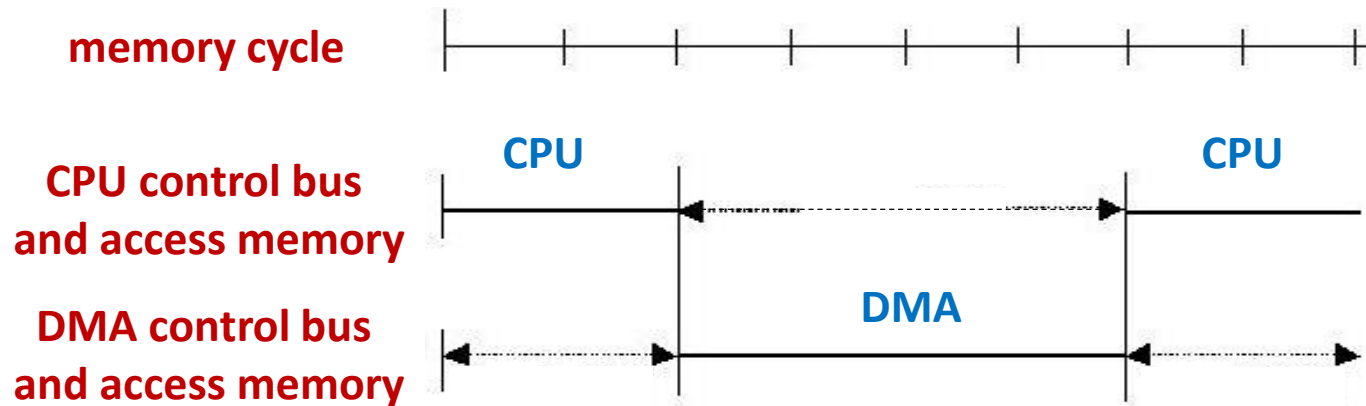 memory cycle
CPU
CPU
CPU control bus
and access memory
DMA
DMA control bus
and access memory